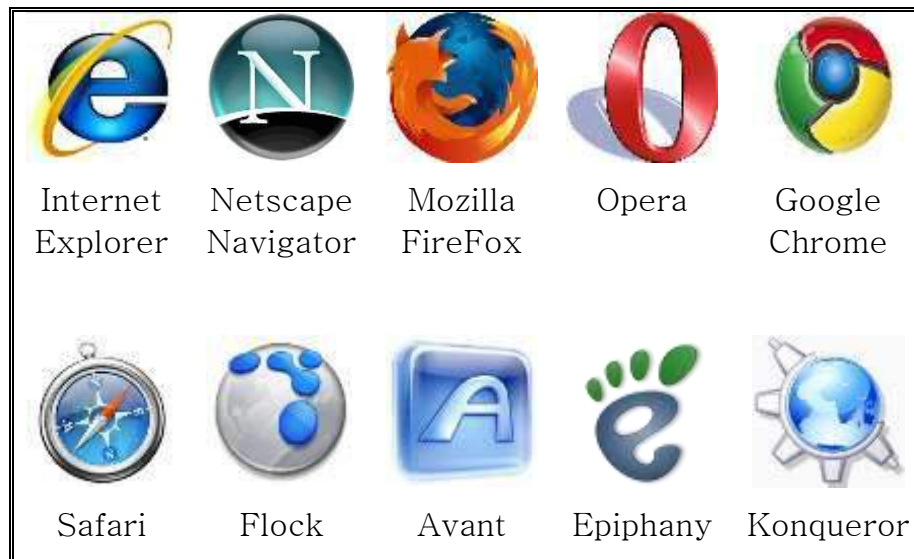 Internet Netscape Mozilla Opera Google
Explorer Navigator FireFox Chrome
Safari Flock Avant Epiphany Konqueror